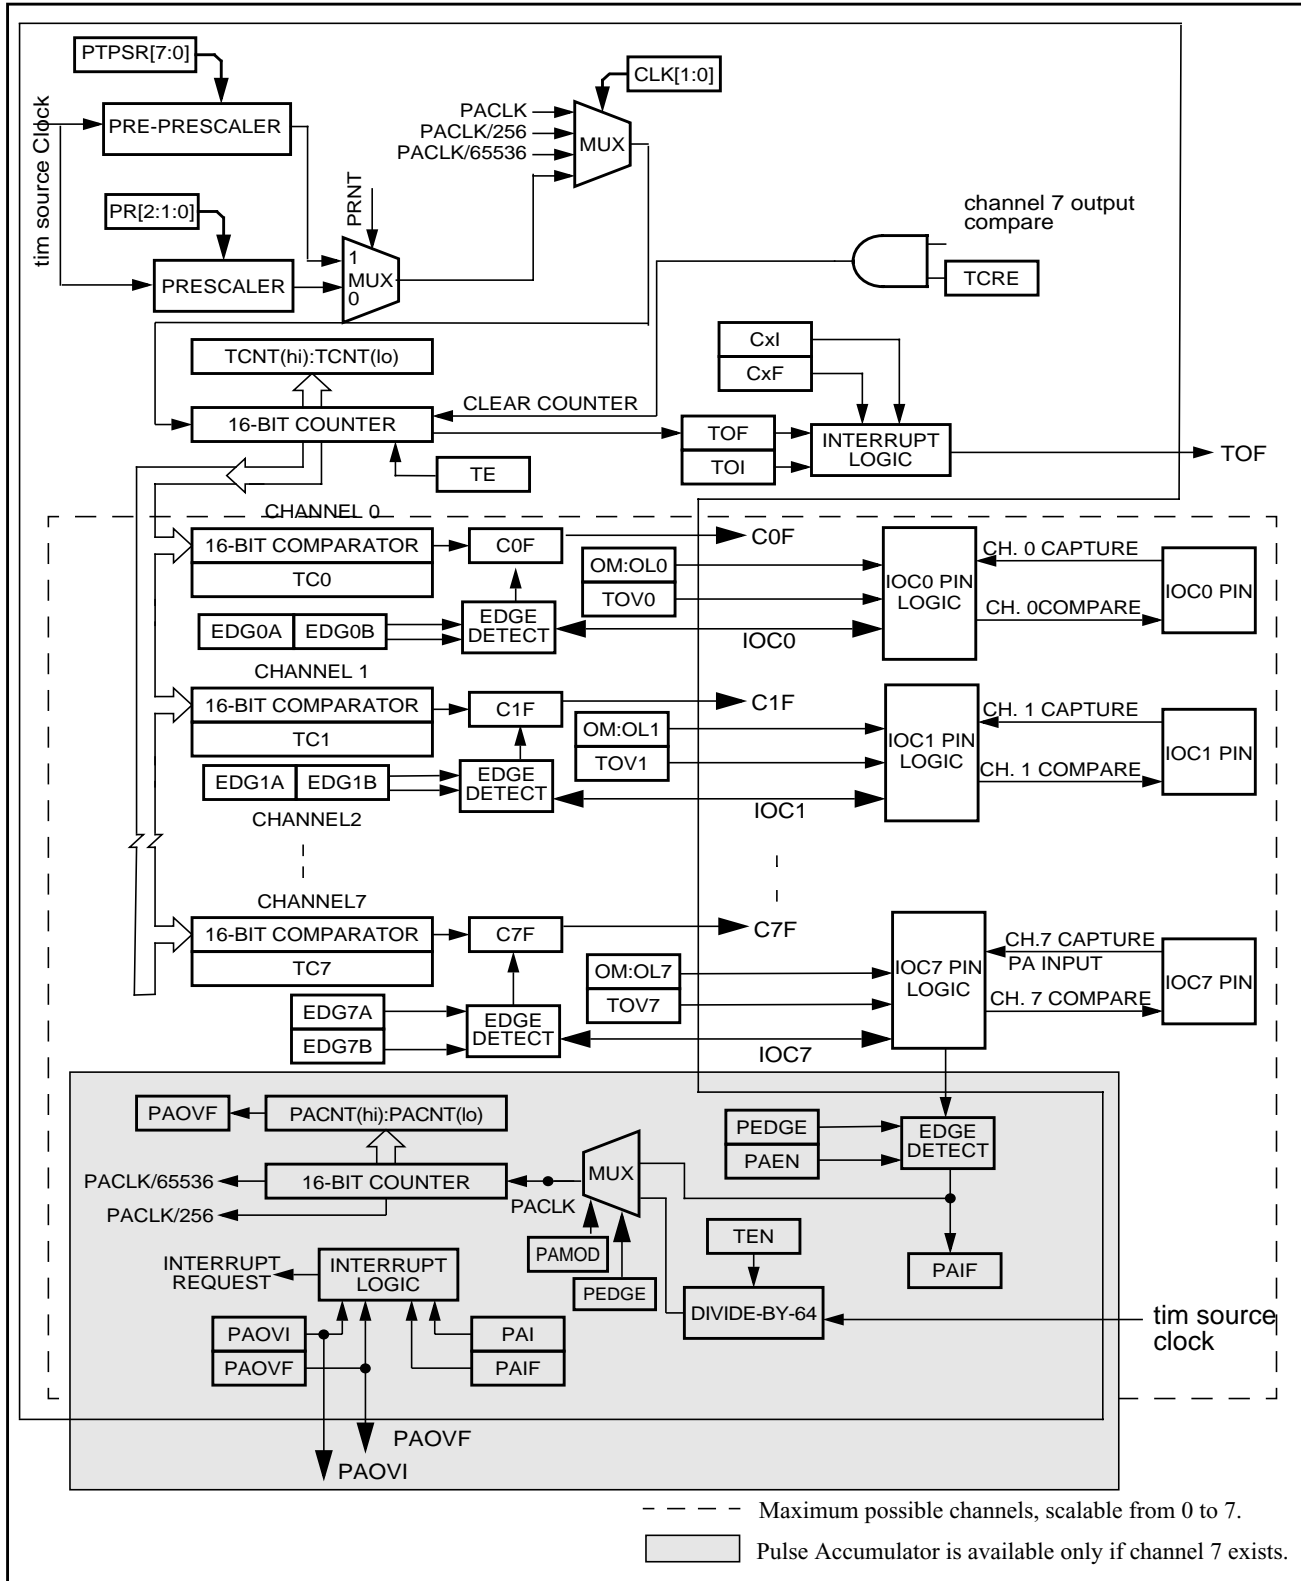 PTPSR[7:0]
CLK[1:0]
tim source Clock
PRE-PRESCALER
PACLK
PACLK/256
PACLK/65536
MUX
PR[2:1:0]
PRNT
channel 7 output
compare
1
MUX
0
PRESCALER
TCRE
TCNT(hi):TCNT(lo)
CxI
CxF
CLEAR COUNTER
16-BIT COUNTER
TOF
TOI
INTERRUPT
LOGIC
TOF
TE
CHANNEL 0
16-BIT COMPARATOR
TC0
C0F
C0F
OM:OL0
TOV0
IOC0 PIN
LOGIC
CH. 0 CAPTURE
CH. 0COMPARE
IOC0 PIN
EDG0A
EDG0B
EDGE
DETECT
IOC0
CHANNEL 1
16-BIT COMPARATOR
TC1
C1F
C1F
OM:OL1
TOV1
IOC1 PIN
LOGIC
CH. 1 CAPTURE
CH. 1 COMPARE
IOC1 PIN
EDG1A
EDG1B
EDGE
DETECT
IOC1
CHANNEL2
CHANNEL7
16-BIT COMPARATOR
TC7
C7F
C7F
OM:OL7
TOV7
IOC7 PIN
LOGIC
CH.7 CAPTURE
PA INPUT
CH. 7 COMPARE
IOC7 PIN
EDG7A
EDG7B
EDGE
DETECT
IOC7
PAOVF
PACNT(hi):PACNT(lo)
PEDGE
PAEN
EDGE
DETECT
MUX
PACLK/65536
16-BIT COUNTER
PACLK
PACLK/256
PAMOD
PEDGE
TEN
PAIF
INTERRUPT
REQUEST
INTERRUPT
LOGIC
DIVIDE-BY-64
tim source
clock
PAOVI
PAOVF
PAI
PAIF
PAOVF
PAOVI
Maximum possible channels, scalable from 0 to 7.
Pulse Accumulator is available only if channel 7 exists.